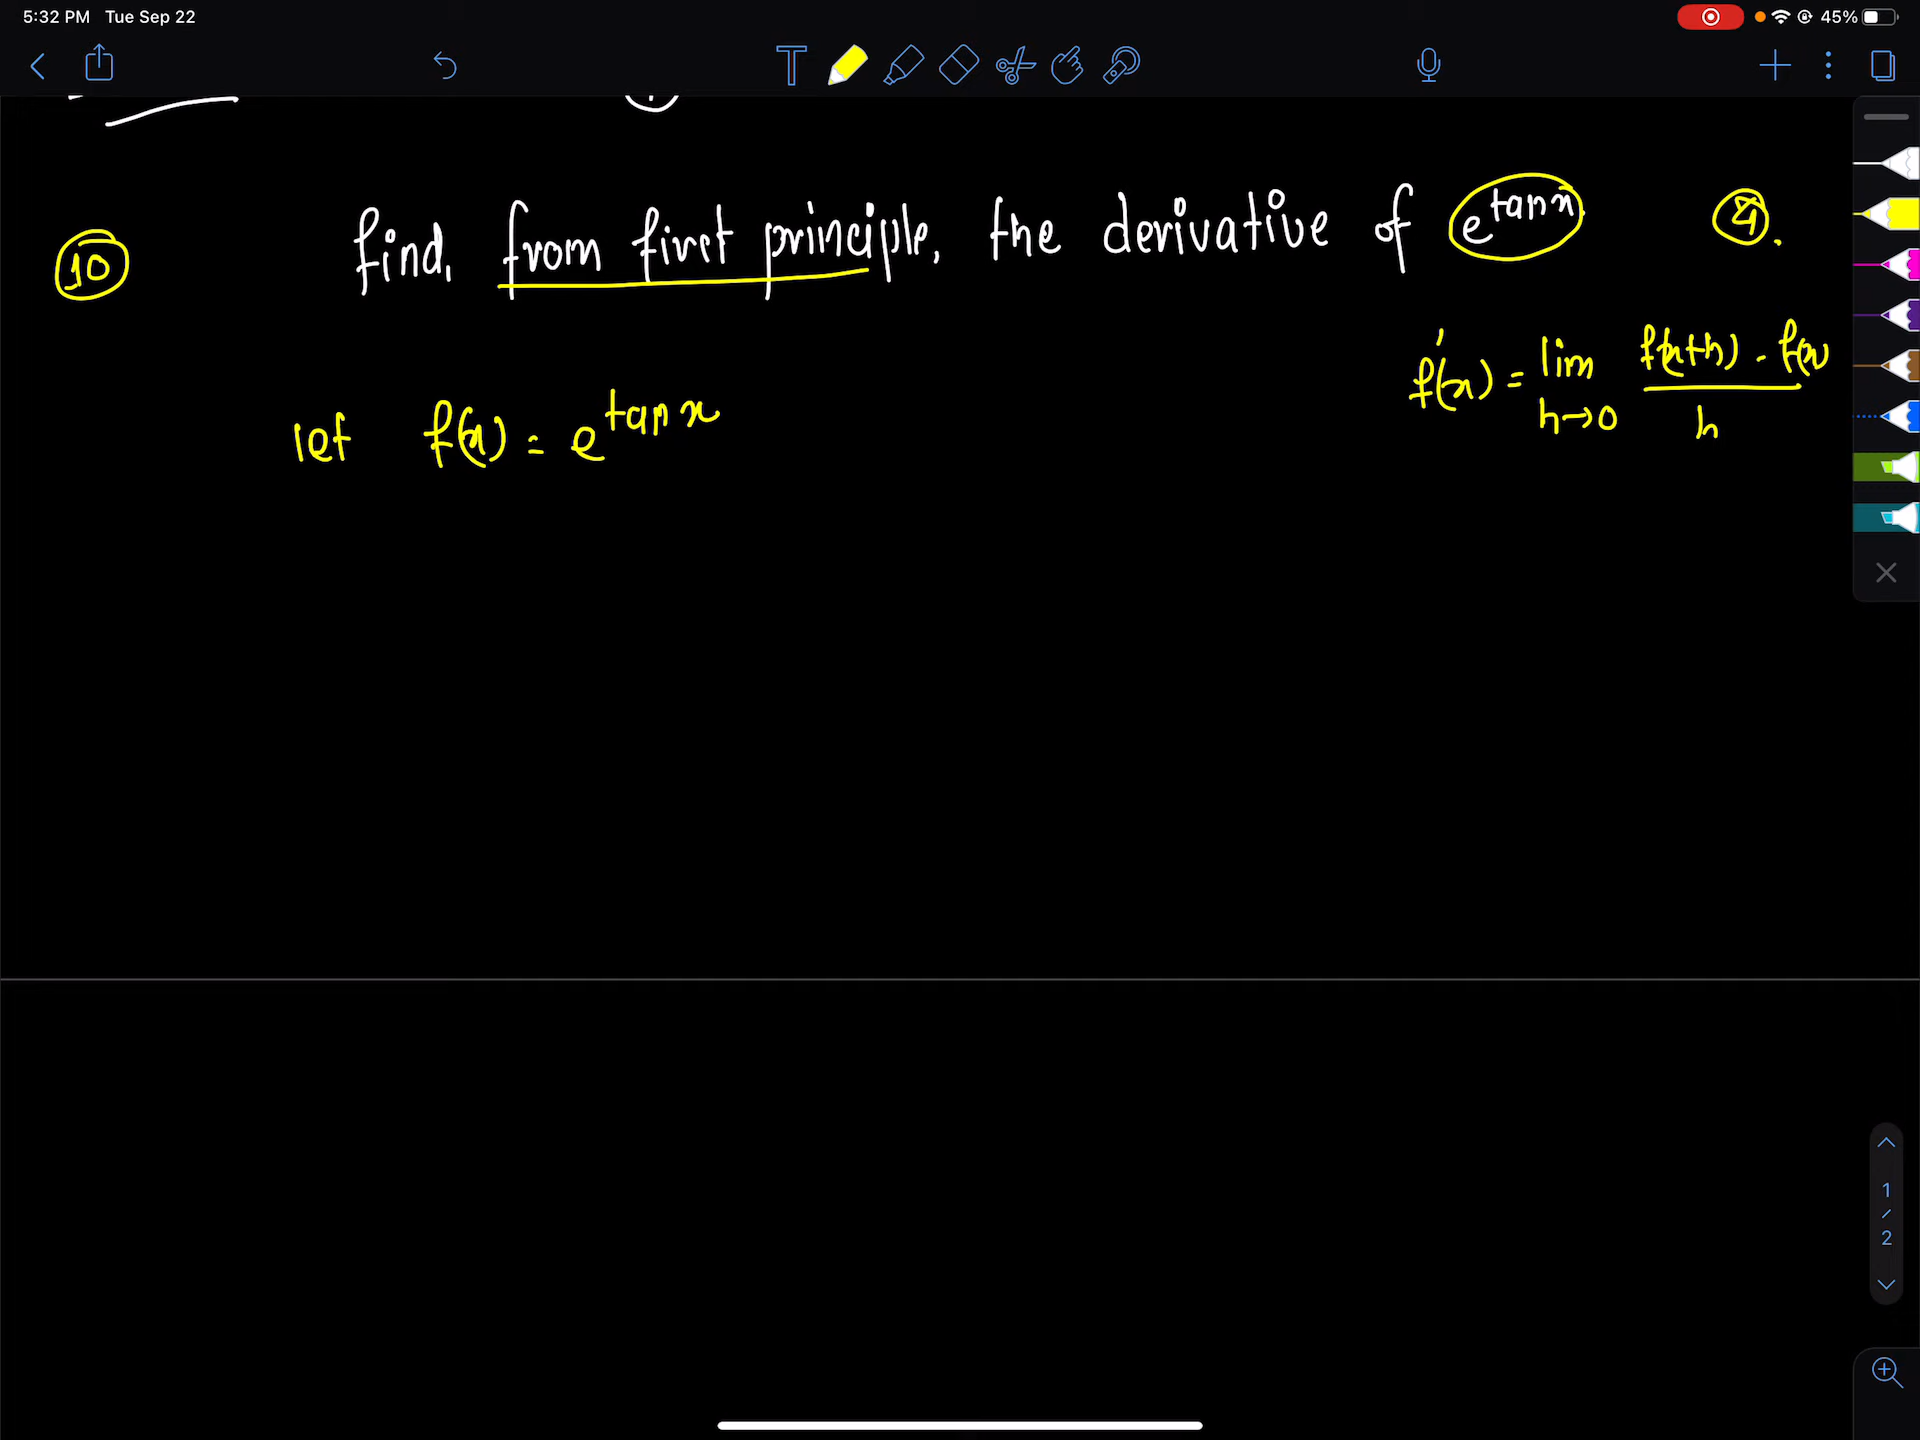 5:32 PM Tue Sep 22
45%
10 find, from first principle, the derivative of e^tanx 4.
f'(x) = lim h→0 f(x+h) - f(x) / h
let f(x) = e^tan x
1 / 2